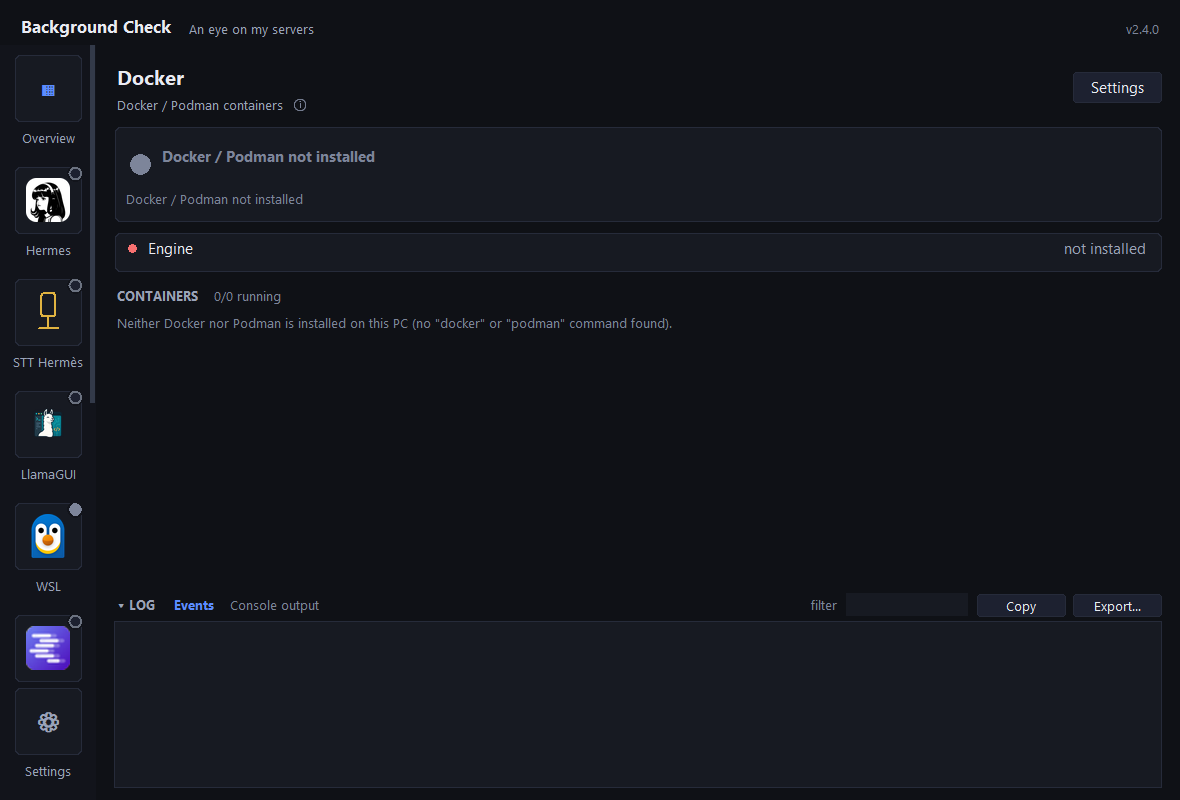 Background Check An eye on my servers v2.4.0
Overview
Hermes
STT Hermès
LlamaGUI
WSL
Settings
Docker
Docker / Podman containers
Settings
Docker / Podman not installed
Docker / Podman not installed
Engine not installed
CONTAINERS 0/0 running
Neither Docker nor Podman is installed on this PC (no "docker" or "podman" command found).
LOG Events Console output filter Copy Export...